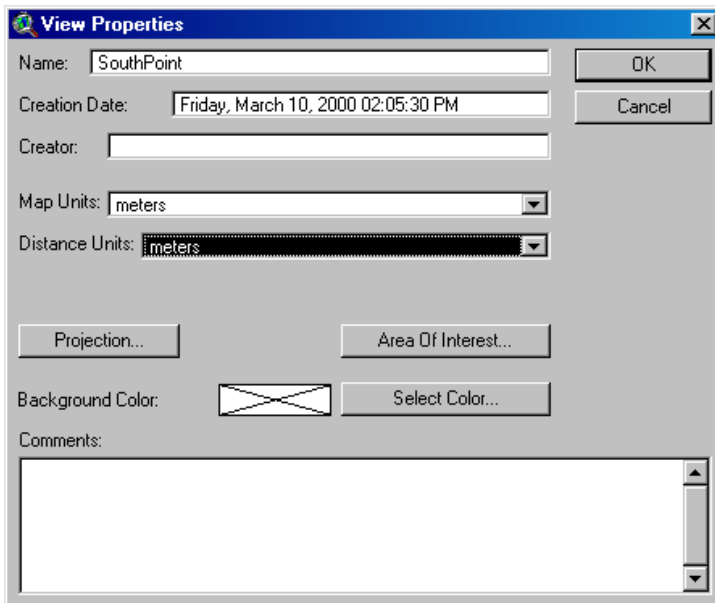 View Properties
Name: SouthPoint
OK
Creation Date: Friday, March 10, 2000 02:05:30 PM
Cancel
Creator:
Map Units: meters
Distance Units: meters
Projection...
Area Of Interest...
Background Color:
Select Color...
Comments: